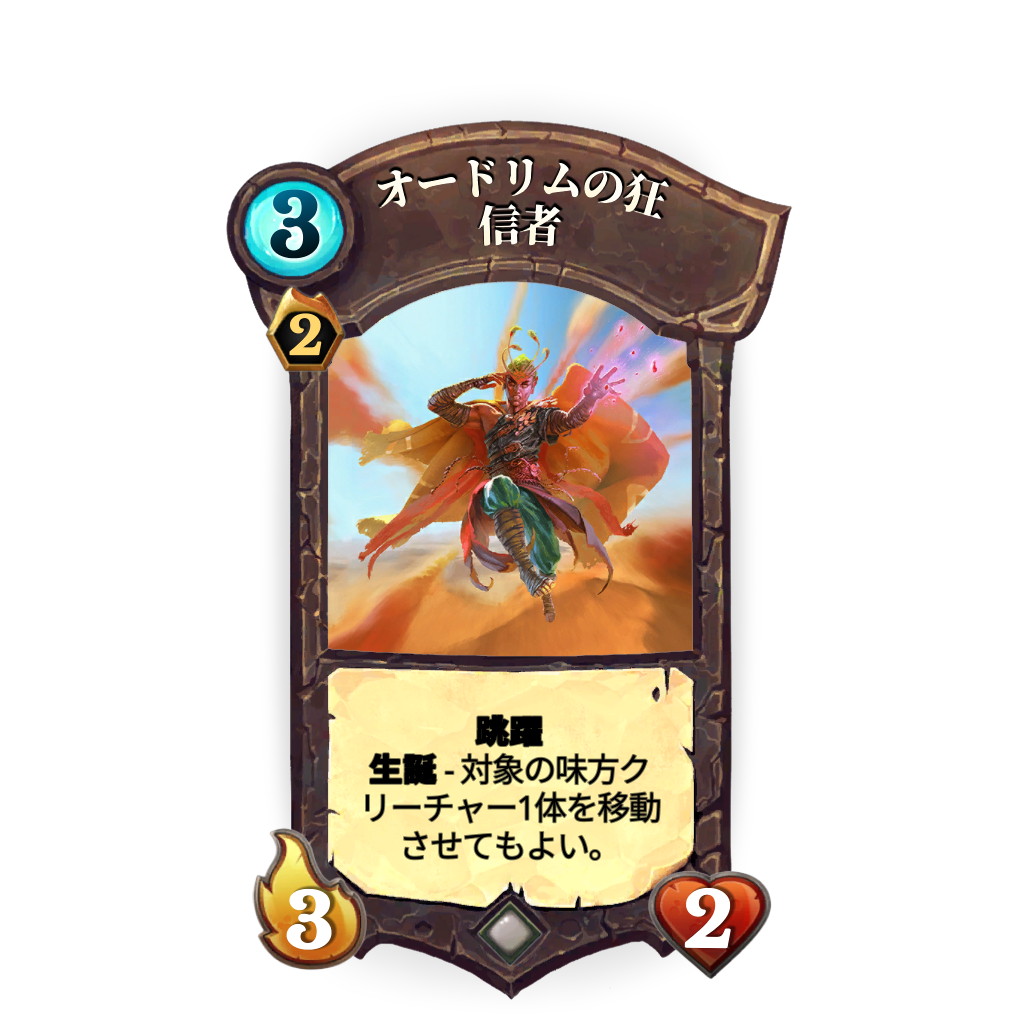 3
オードリムの狂
信者
2
跳躍
生誕 - 対象の味方ク
リーチャー1体を移動
させてもよい。
3
2